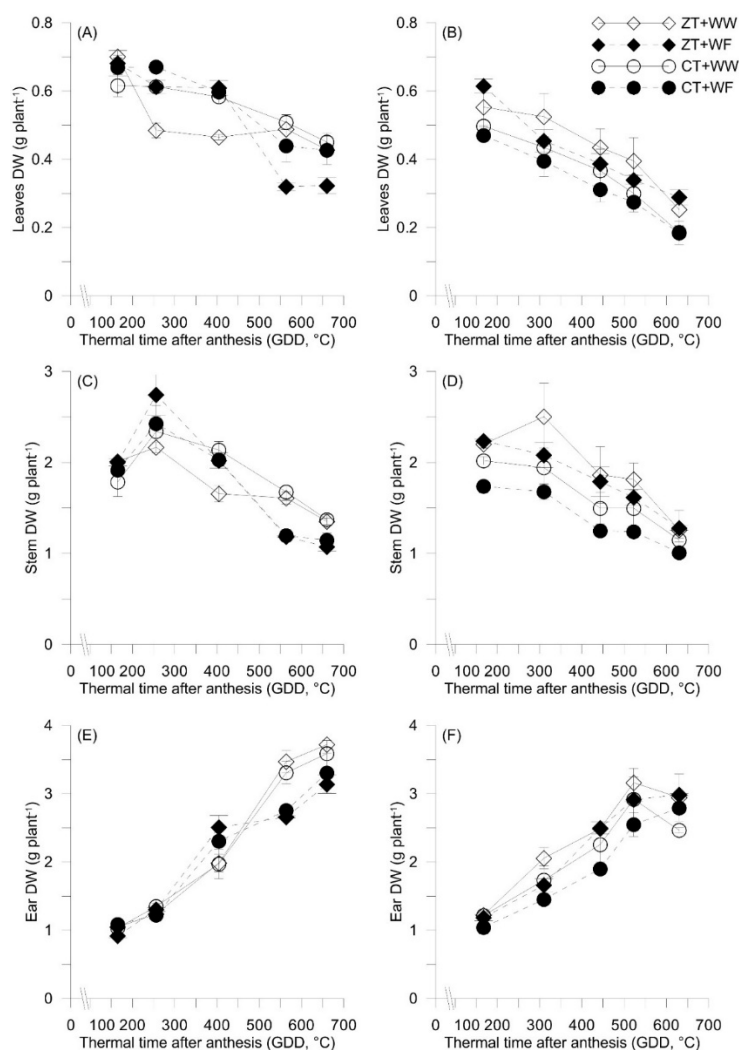 (A)
0.8
0.6
0.4
0.2
0
Leaves DW (g plant⁻¹)
0 100 200 300 400 500 600 700
Thermal time after anthesis (GDD, °C)
(B)
ZT+WW
ZT+WF
CT+WW
CT+WF
0.8
0.6
0.4
0.2
0
Leaves DW (g plant⁻¹)
0 100 200 300 400 500 600 700
Thermal time after anthesis (GDD, °C)
(C)
3
2
1
0
Stem DW (g plant⁻¹)
0 100 200 300 400 500 600 700
Thermal time after anthesis (GDD, °C)
(D)
3
2
1
0
Stem DW (g plant⁻¹)
0 100 200 300 400 500 600 700
Thermal time after anthesis (GDD, °C)
(E)
4
3
2
1
0
Ear DW (g plant⁻¹)
0 100 200 300 400 500 600 700
Thermal time after anthesis (GDD, °C)
(F)
4
3
2
1
0
Ear DW (g plant⁻¹)
0 100 200 300 400 500 600 700
Thermal time after anthesis (GDD, °C)